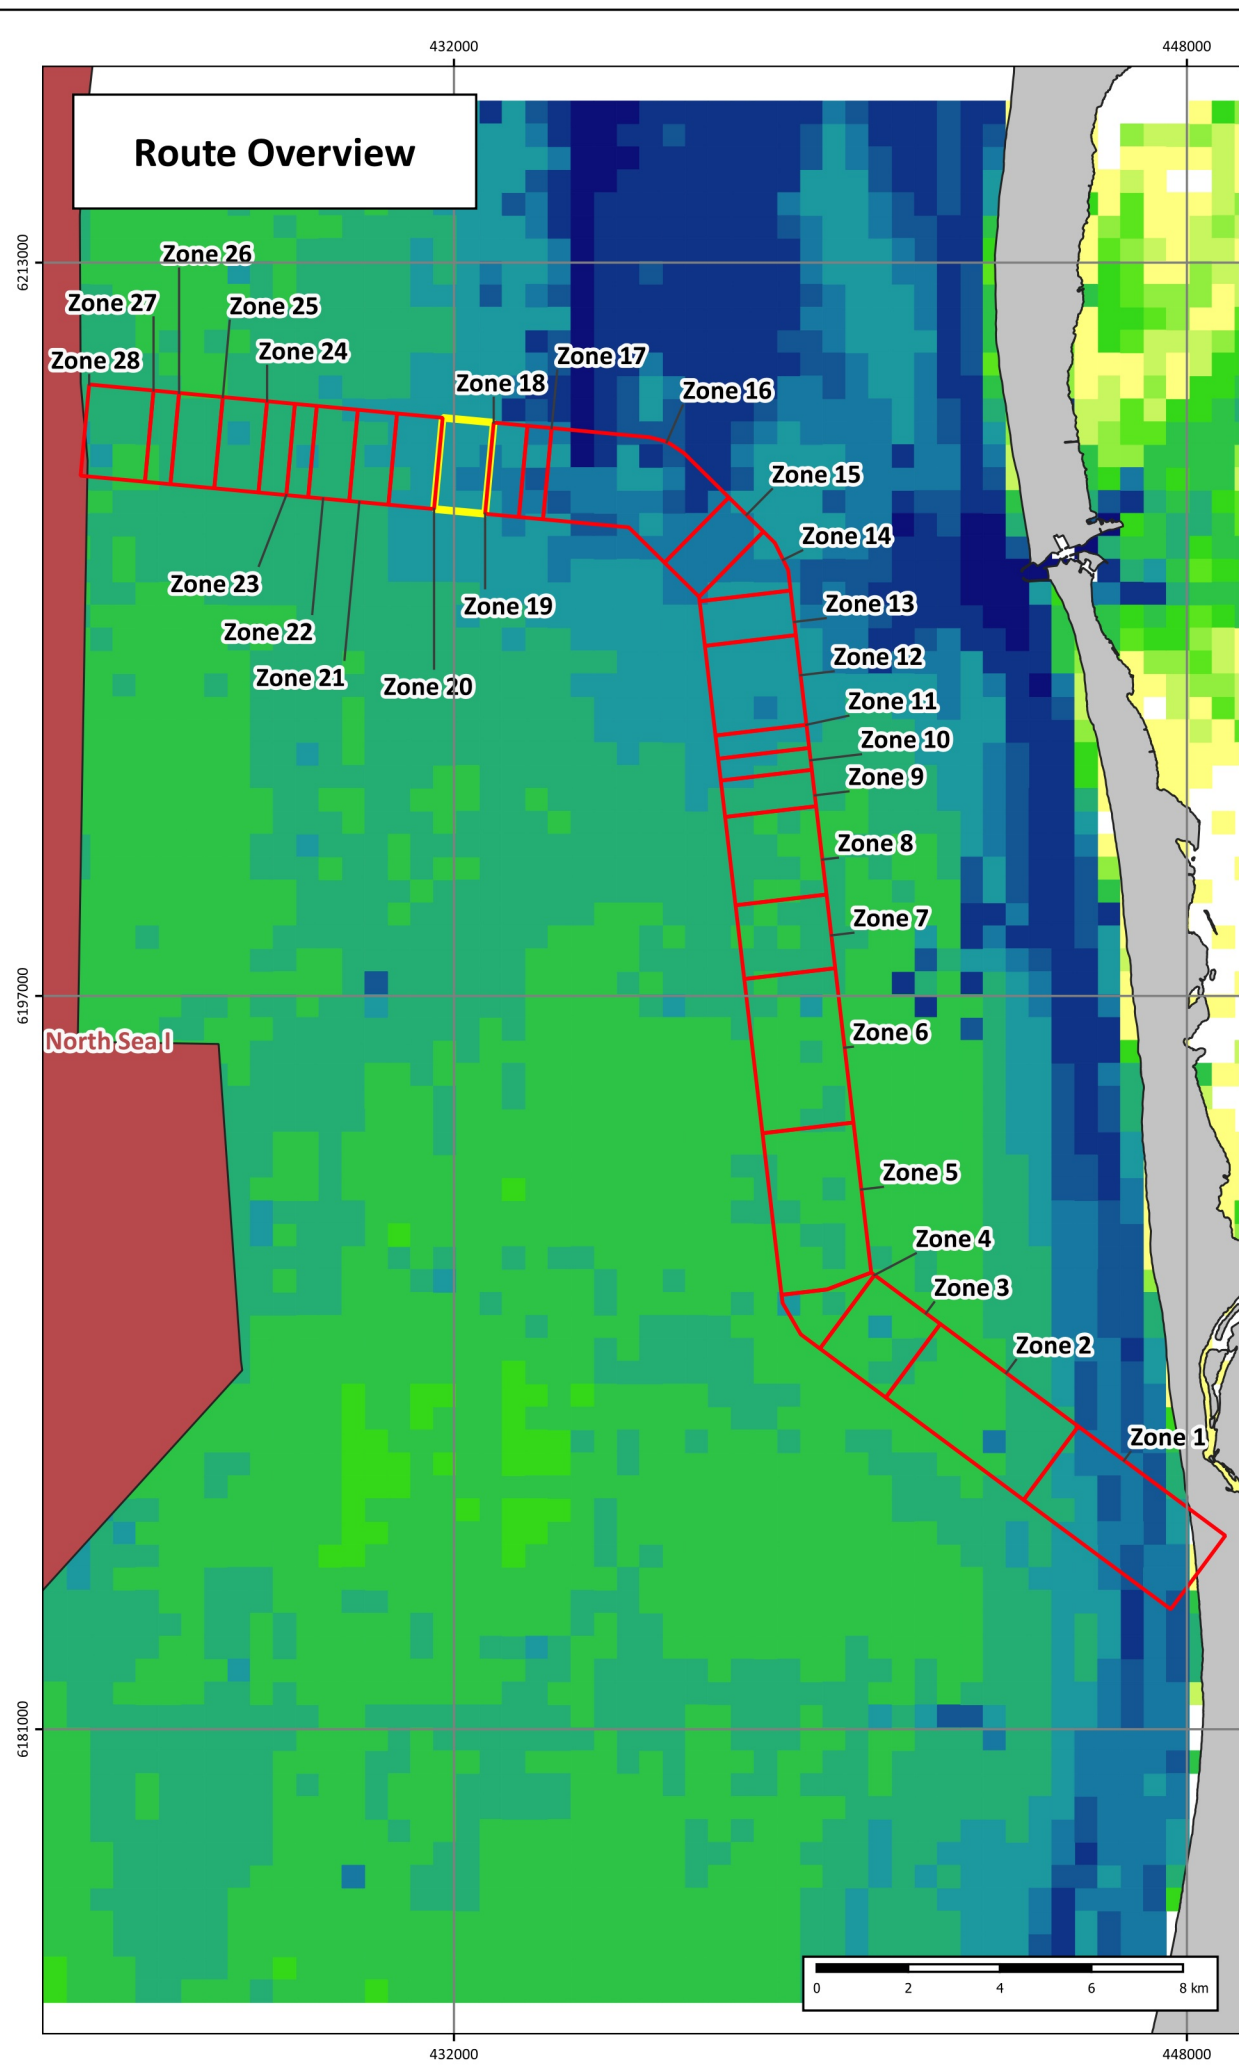 432000
448000
Route Overview
6213000
Zone 26
Zone 27
Zone 25
Zone 24
Zone 28
Zone 17
Zone 18
Zone 16
Zone 15
Zone 14
Zone 23
Zone 19
Zone 13
Zone 22
Zone 12
Zone 21
Zone 20
Zone 11
Zone 10
Zone 9
Zone 8
Zone 7
6197000
Zone 6
North Sea I
Zone 5
Zone 4
Zone 3
Zone 2
Zone 1
6181000
0 2 4 6 8 km
432000
448000